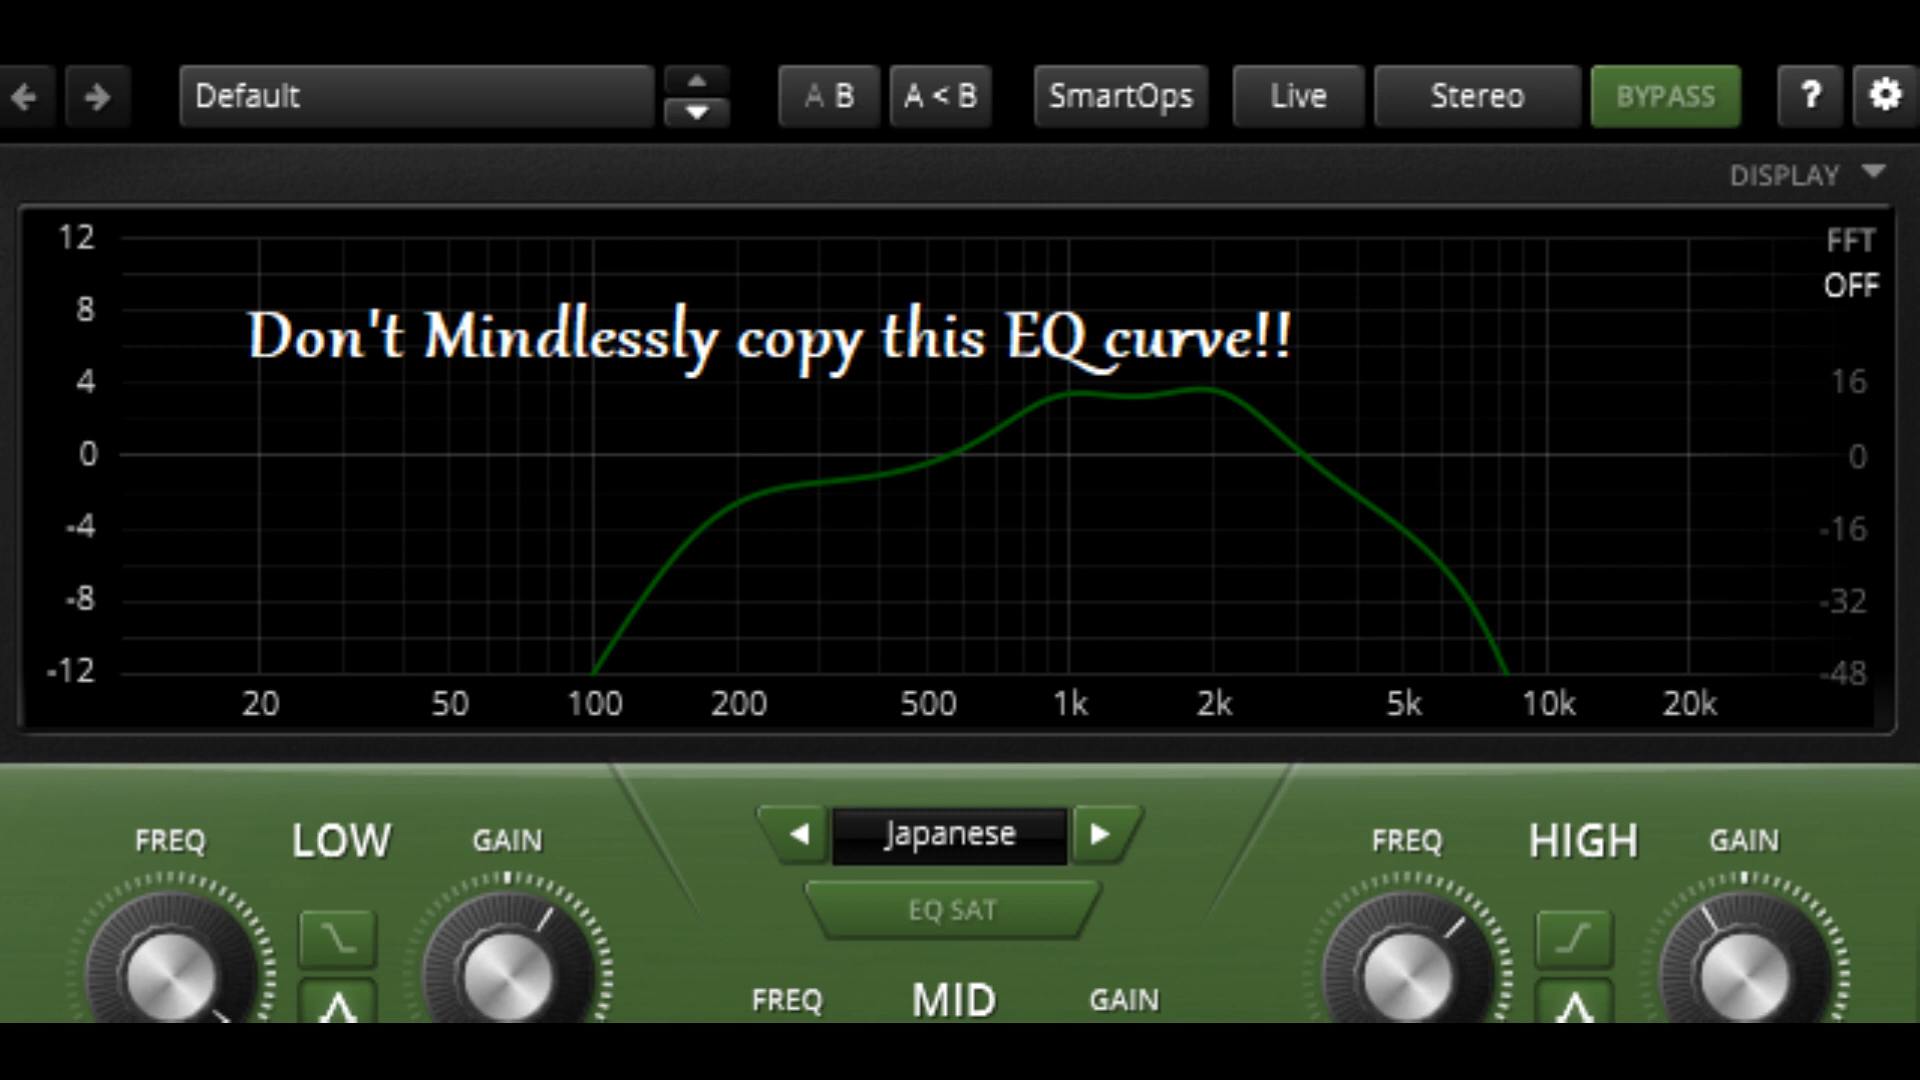 Default
A B
A < B
SmartOps
Live
Stereo
BYPASS
?
DISPLAY
12
8
4
0
-4
-8
-12
Don't Mindlessly copy this EQ curve!!
FFT
OFF
16
0
-16
-32
-48
20 50 100 200 500 1k 2k 5k 10k 20k
FREQ LOW GAIN
Japanese
EQ SAT
FREQ MID GAIN
FREQ HIGH GAIN